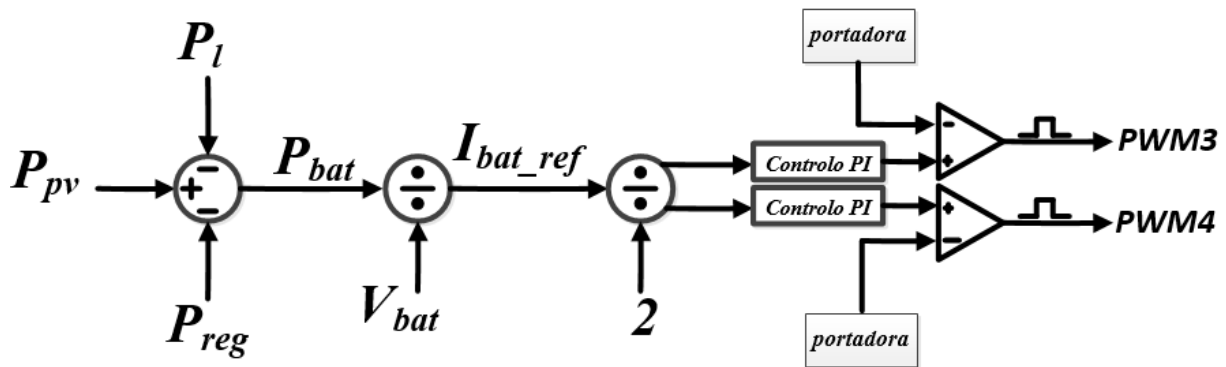 portadora
P_l
P_pv
+
−
−
P_bat
÷
I_bat_ref
÷
Controlo PI
Controlo PI
-
+
+
−
PWM3
PWM4
P_reg
V_bat
2
portadora